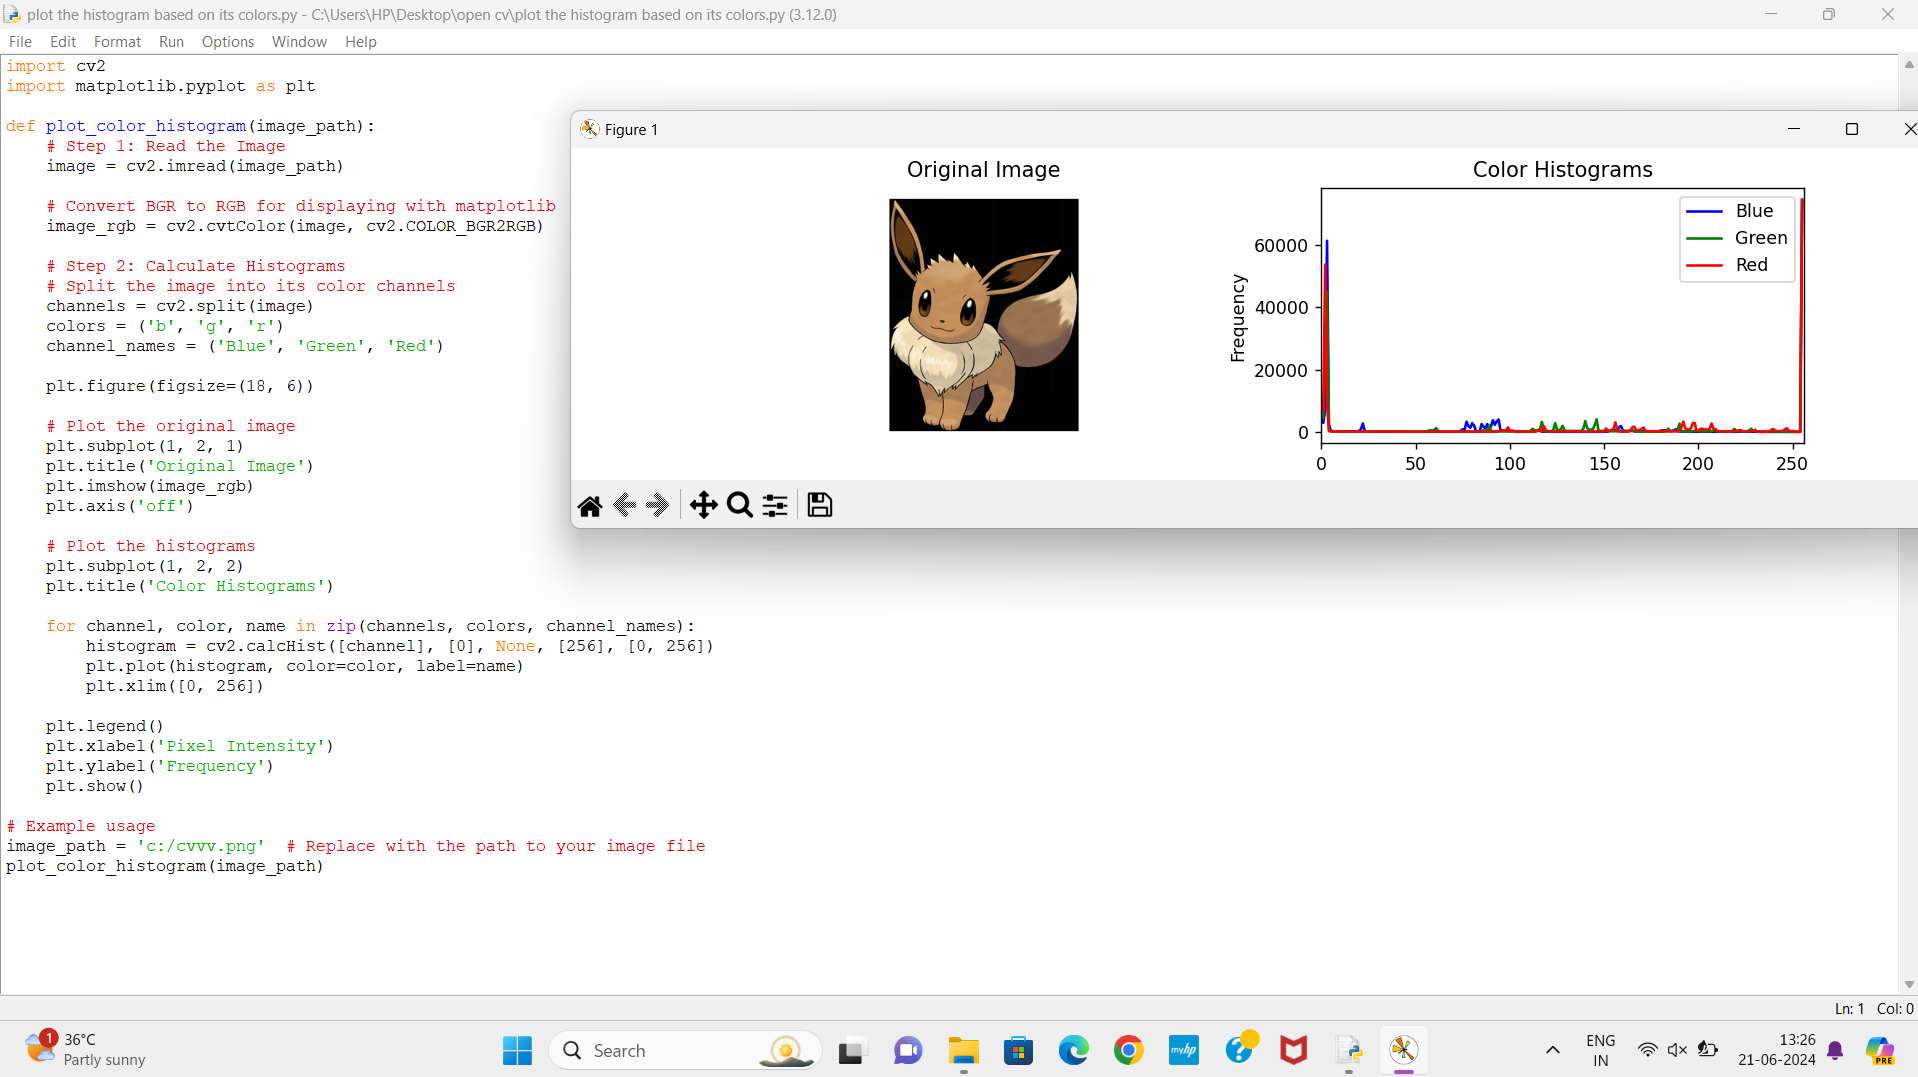 plot the histogram based on its colors.py - C:\Users\HP\Desktop\open cv\plot the histogram based on its colors.py (3.12.0)
File Edit Format Run Options Window Help
import cv2
import matplotlib.pyplot as plt
def plot_color_histogram(image_path):
    # Step 1: Read the Image
    image = cv2.imread(image_path)
    # Convert BGR to RGB for displaying with matplotlib
    image_rgb = cv2.cvtColor(image, cv2.COLOR_BGR2RGB)
    # Step 2: Calculate Histograms
    # Split the image into its color channels
    channels = cv2.split(image)
    colors = ('b', 'g', 'r')
    channel_names = ('Blue', 'Green', 'Red')
    plt.figure(figsize=(18, 6))
    # Plot the original image
    plt.subplot(1, 2, 1)
    plt.title('Original Image')
    plt.imshow(image_rgb)
    plt.axis('off')
    # Plot the histograms
    plt.subplot(1, 2, 2)
    plt.title('Color Histograms')
    for channel, color, name in zip(channels, colors, channel_names):
        histogram = cv2.calcHist([channel], [0], None, [256], [0, 256])
        plt.plot(histogram, color=color, label=name)
        plt.xlim([0, 256])
    plt.legend()
    plt.xlabel('Pixel Intensity')
    plt.ylabel('Frequency')
    plt.show()
# Example usage
image_path = 'c:/cvvv.png'  # Replace with the path to your image file
plot_color_histogram(image_path)
Figure 1
Original Image
Color Histograms
Blue
Green
Red
Frequency
60000
40000
20000
0
0 50 100 150 200 250
Ln: 1 Col: 0
1
36°C
Partly sunny
Search
myhp
ENG
IN
13:26
21-06-2024
PRE